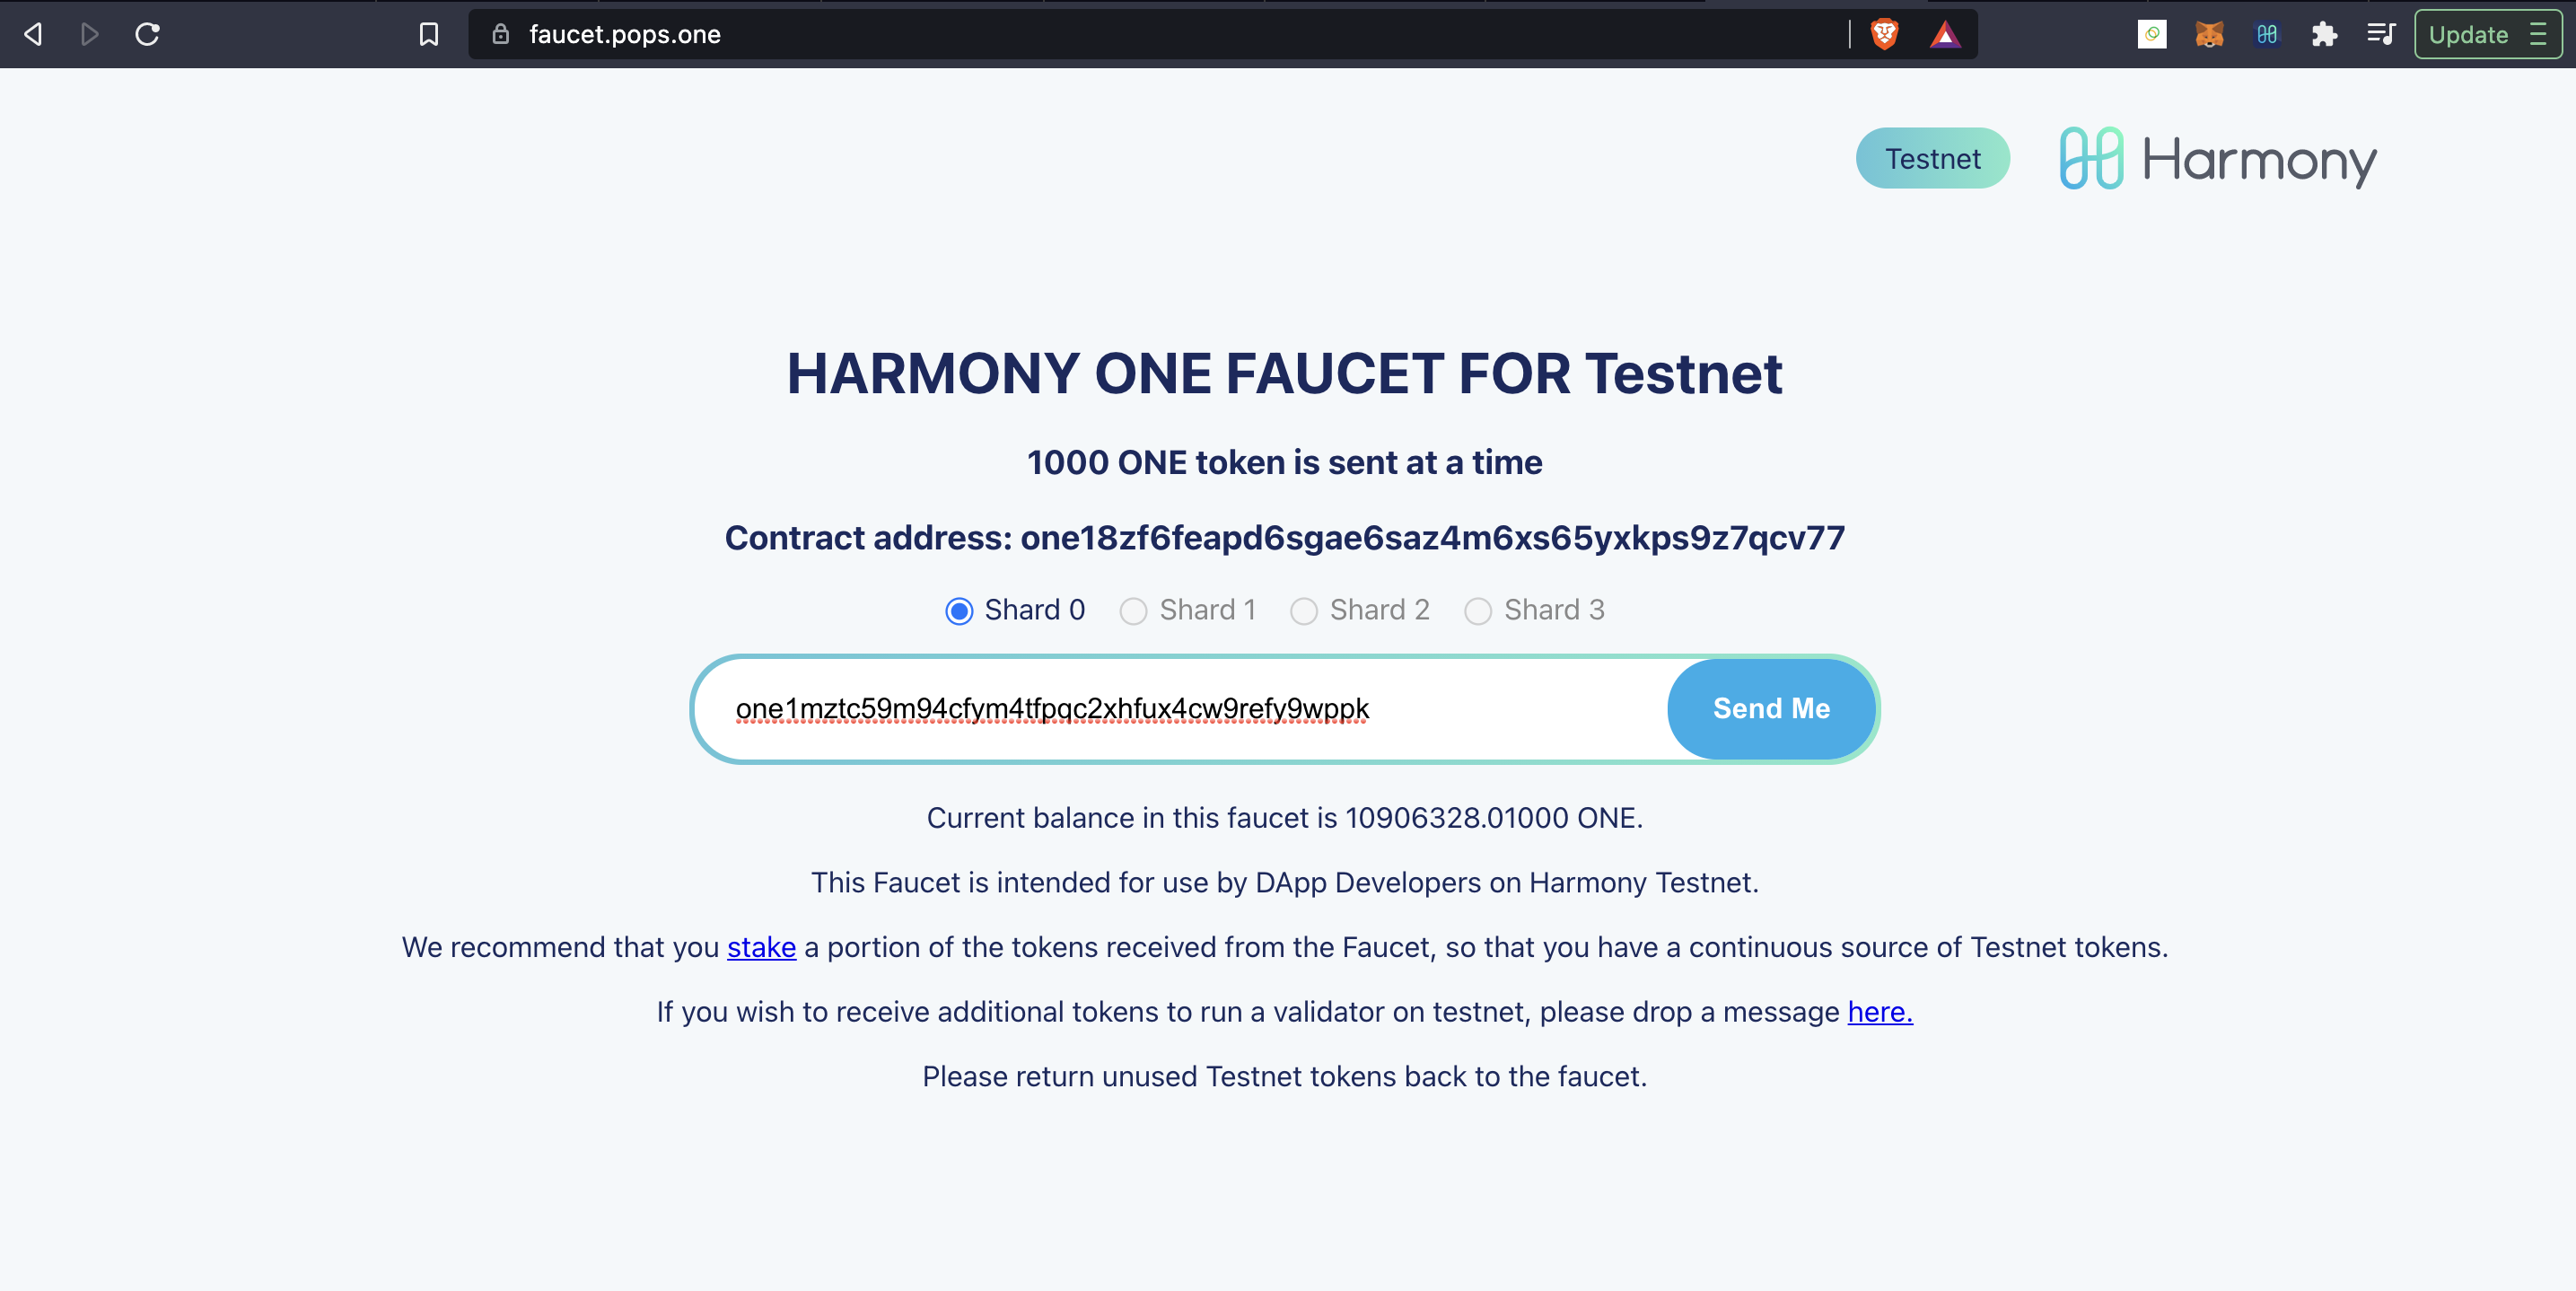 faucet.pops.one
Update
Testnet
Harmony
HARMONY ONE FAUCET FOR Testnet
1000 ONE token is sent at a time
Contract address: one18zf6feapd6sgae6saz4m6xs65yxkps9z7qcv77
Shard 0 Shard 1 Shard 2 Shard 3
one1mztc59m94cfym4tfpqc2xhfux4cw9refy9wppk
Send Me
Current balance in this faucet is 10906328.01000 ONE.
This Faucet is intended for use by DApp Developers on Harmony Testnet.
We recommend that you stake a portion of the tokens received from the Faucet, so that you have a continuous source of Testnet tokens.
If you wish to receive additional tokens to run a validator on testnet, please drop a message here.
Please return unused Testnet tokens back to the faucet.